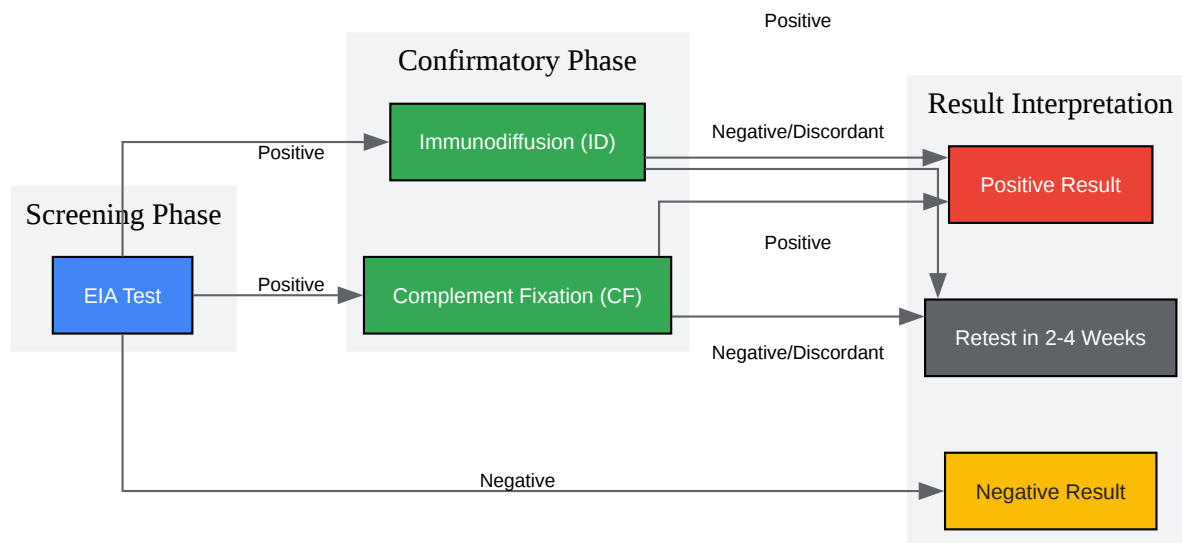 Positive
Confirmatory Phase
Result Interpretation
Immunodiffusion (ID)
Negative/Discordant
Positive
Positive Result
Screening Phase
Positive
EIA Test
Positive
Complement Fixation (CF)
Retest in 2-4 Weeks
Negative/Discordant
Negative
Negative Result